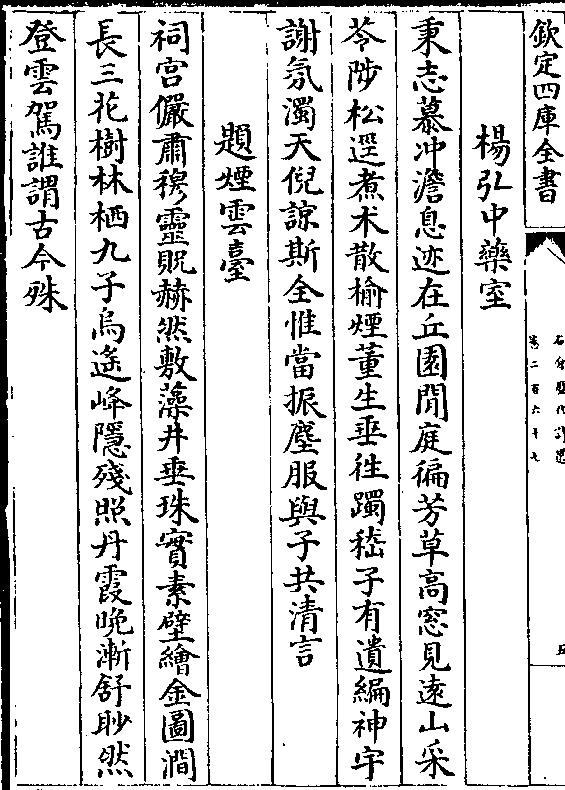 欽定四庫全書
石倉歷代詩選
卷二百六十七
五
楊弘中藥室
秉志慕冲澹息迹在丘園閒庭徧芳草高窓見遠山采
苓陟松逕煮术散榆煙董生垂往躅嵇子有遺編神宇
謝氛濁天倪諒斯全惟當振塵服與子共清言
題煙雲臺
祠宫儼肅穆靈貺赫然敷藻井垂珠實素壁繪金圖澗
長三花樹林栖九子烏遙峰隱殘照丹霞晚漸舒眇然
登雲駕誰謂古今殊